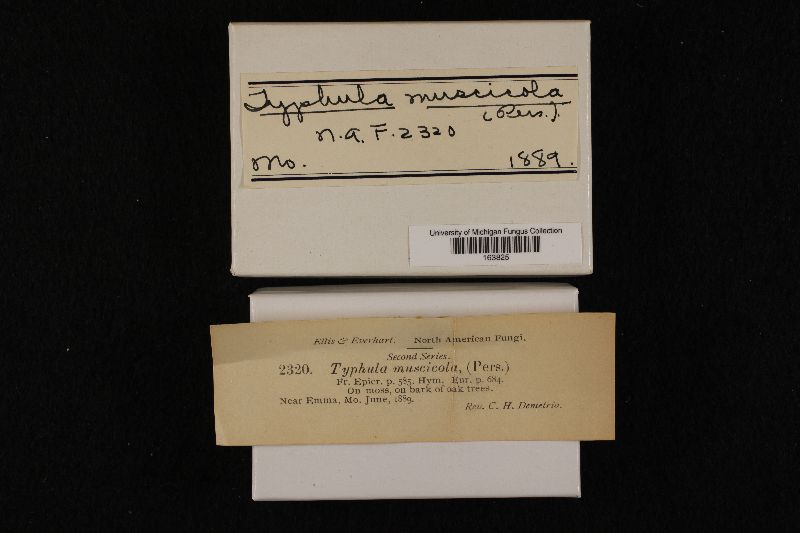 Typhula muscicola
(Pers.).
N.A.F. 2320
Mo. 1889.
University of Michigan Fungus Collection
163825
Ellis & Everhart. North American Fungi.
Second Series.
2320. Typhula muscicola, (Pers.)
Fr. Epicr. p. 585. Hym. Eur. p. 684.
On moss, on bark of oak trees.
Near Emma, Mo. June, 1889. Rev. C. H. Demetrio.